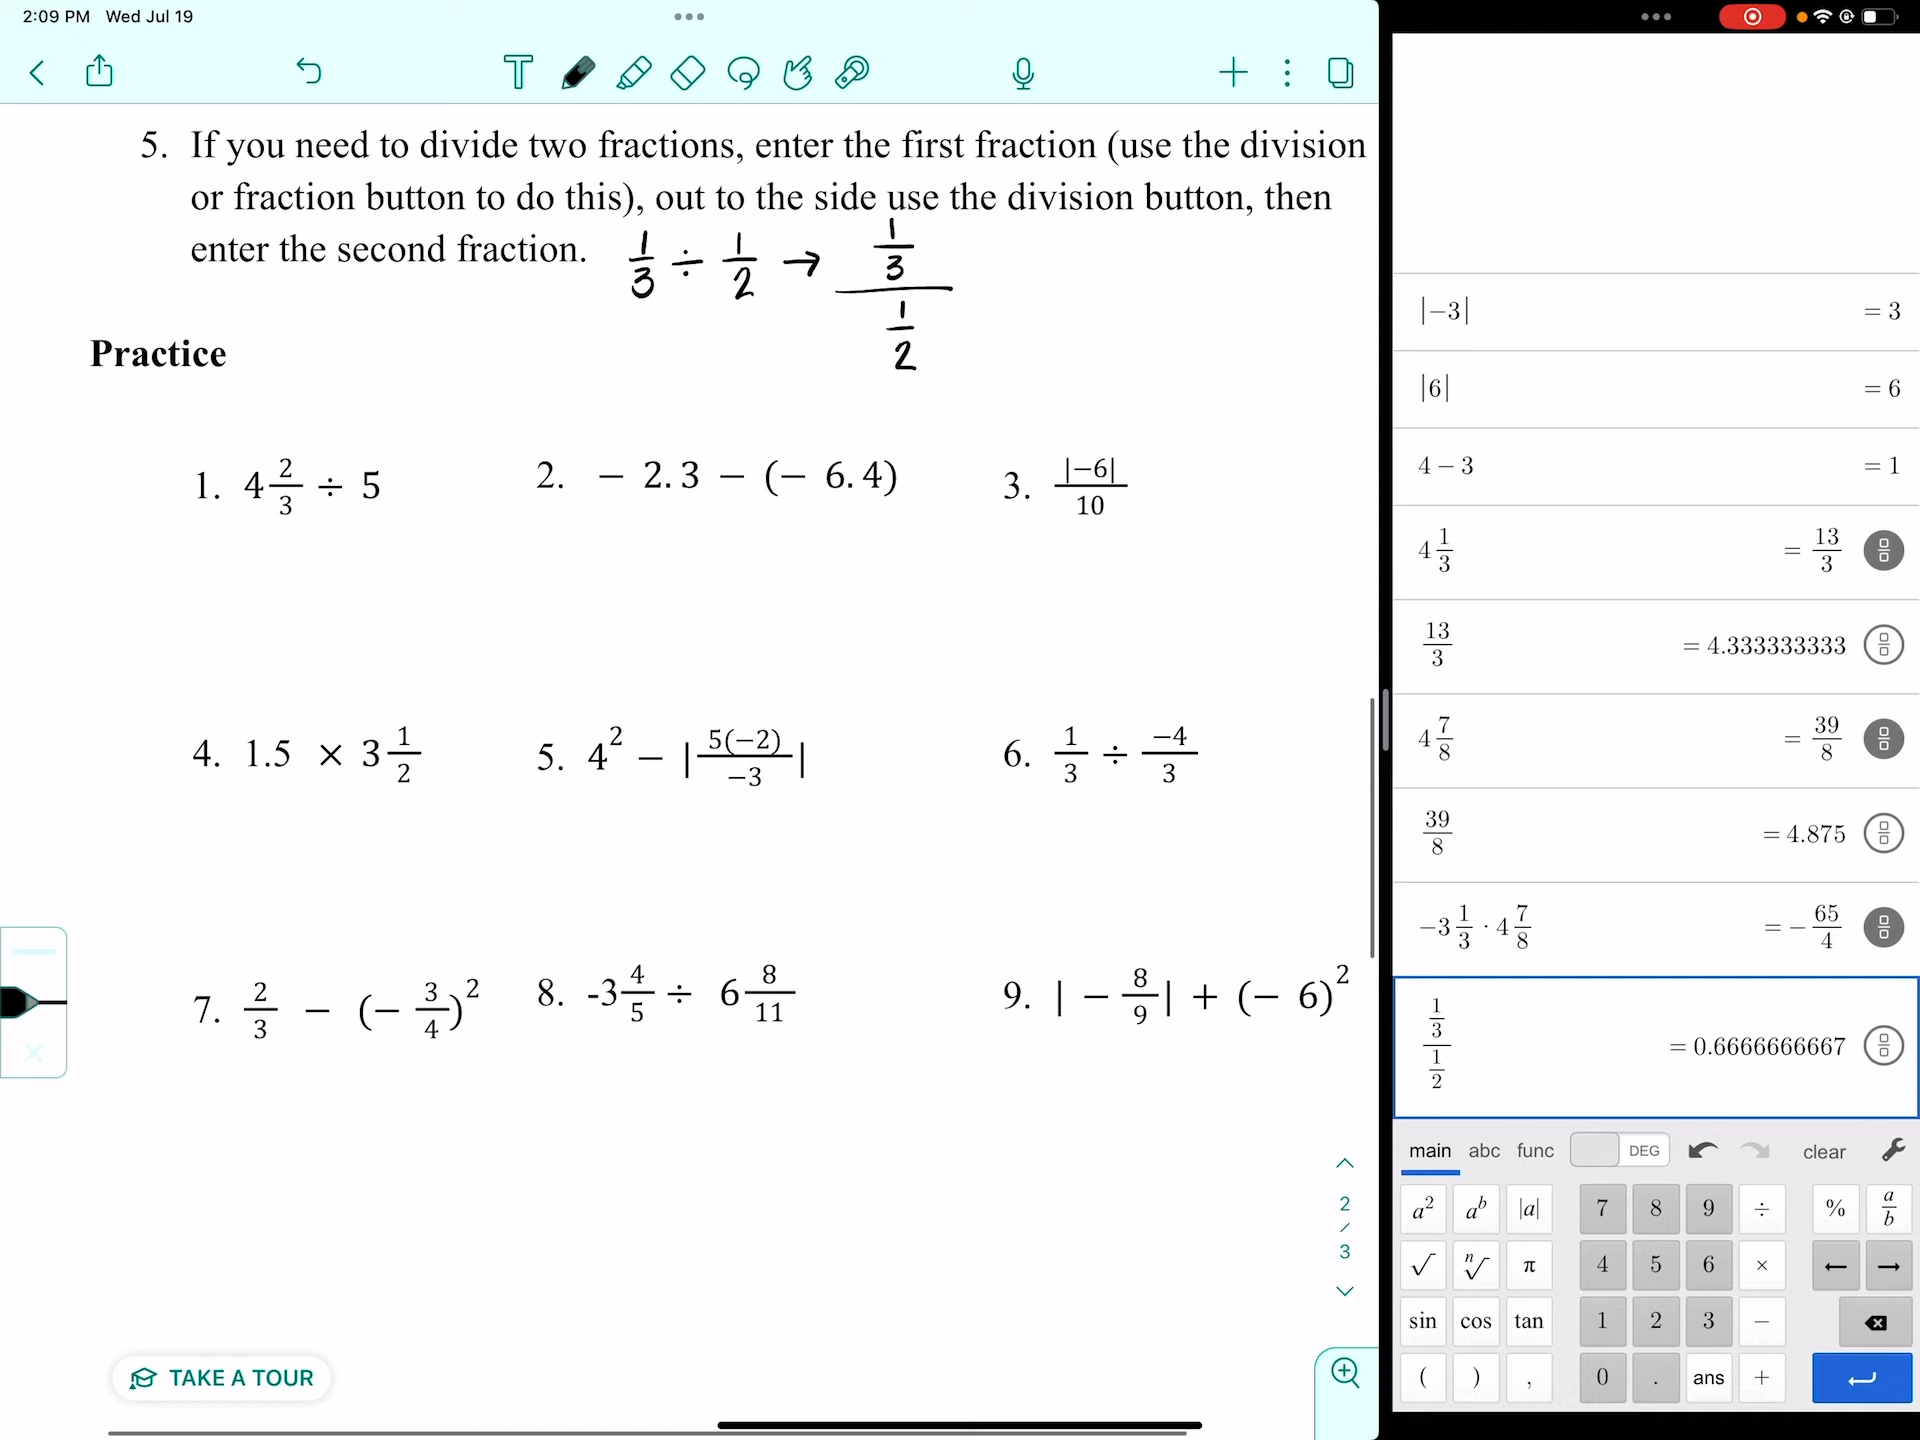 2:09 PM Wed Jul 19
5. If you need to divide two fractions, enter the first fraction (use the division
or fraction button to do this), out to the side use the division button, then
enter the second fraction. 1/3 ÷ 1/2 → (1/3)/(1/2)
Practice
1. 4 2/3 ÷ 5
2. − 2.3 − (− 6.4)
3. |−6|/10
4. 1.5 × 3 1/2
5. 4² − |5(−2)/−3|
6. 1/3 ÷ −4/3
7. 2/3 − (− 3/4)²
8. -3 4/5 ÷ 6 8/11
9. | − 8/9| + (− 6)²
2
/
3
TAKE A TOUR
|−3| = 3
|6| = 6
4 − 3 = 1
4 1/3 = 13/3
13/3 = 4.333333333
4 7/8 = 39/8
39/8 = 4.875
−3 1/3 · 4 7/8 = − 65/4
(1/3)/(1/2) = 0.6666666667
main abc func DEG clear
a² aᵇ |a| 7 8 9 ÷ % a/b
√ ⁿ√ π 4 5 6 × ← →
sin cos tan 1 2 3 −
( ) , 0 . ans +